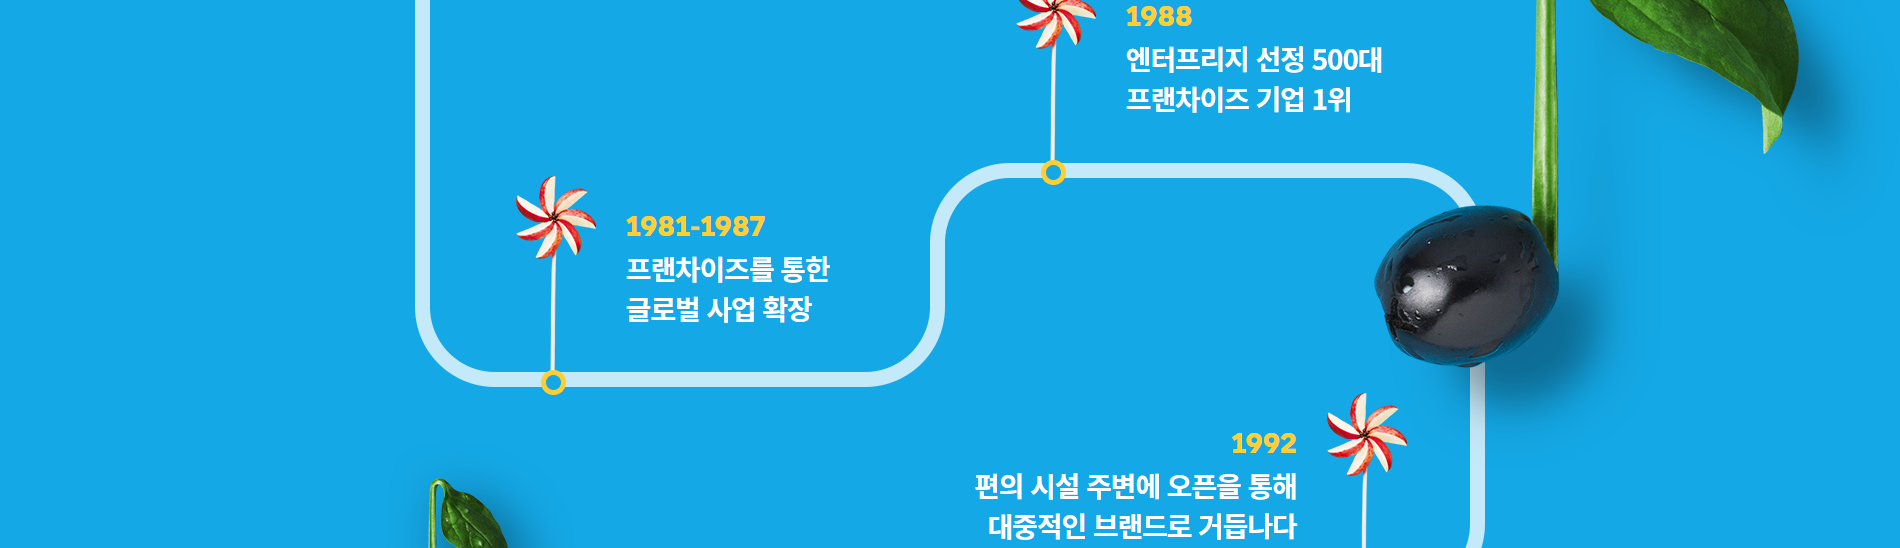 1988
엔터프리지 선정 500대
프랜차이즈 기업 1위
1981-1987
프랜차이즈를 통한
글로벌 사업 확장
1992
편의 시설 주변에 오픈을 통해
대중적인 브랜드로 거듭나다